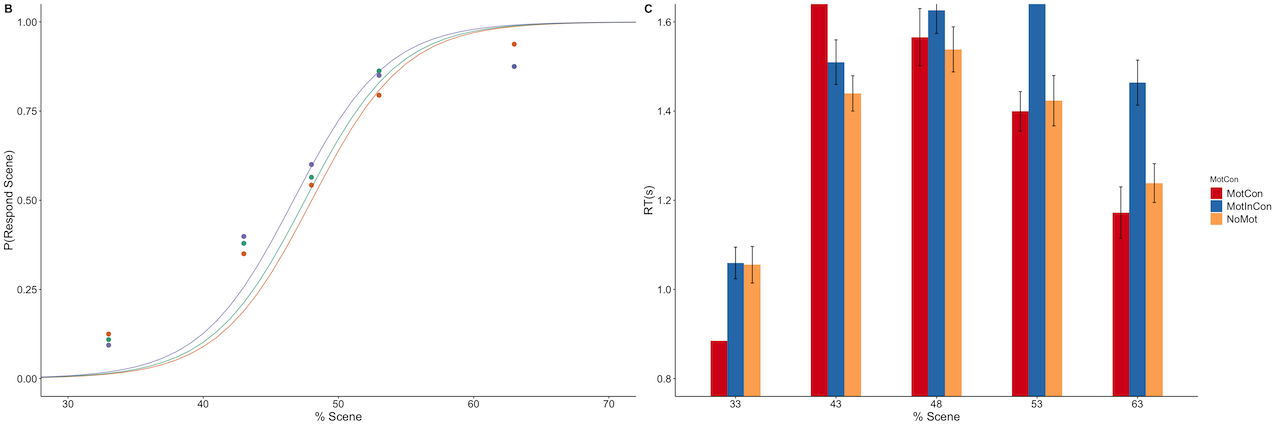 B
1.00
0.75
0.50
0.25
0.00
P(Respond Scene)
30 40 50 60 70
% Scene
C
1.6
1.4
1.2
1.0
0.8
RT(s)
33 43 48 53 63
% Scene
MotCon
MotCon
MotInCon
NoMot